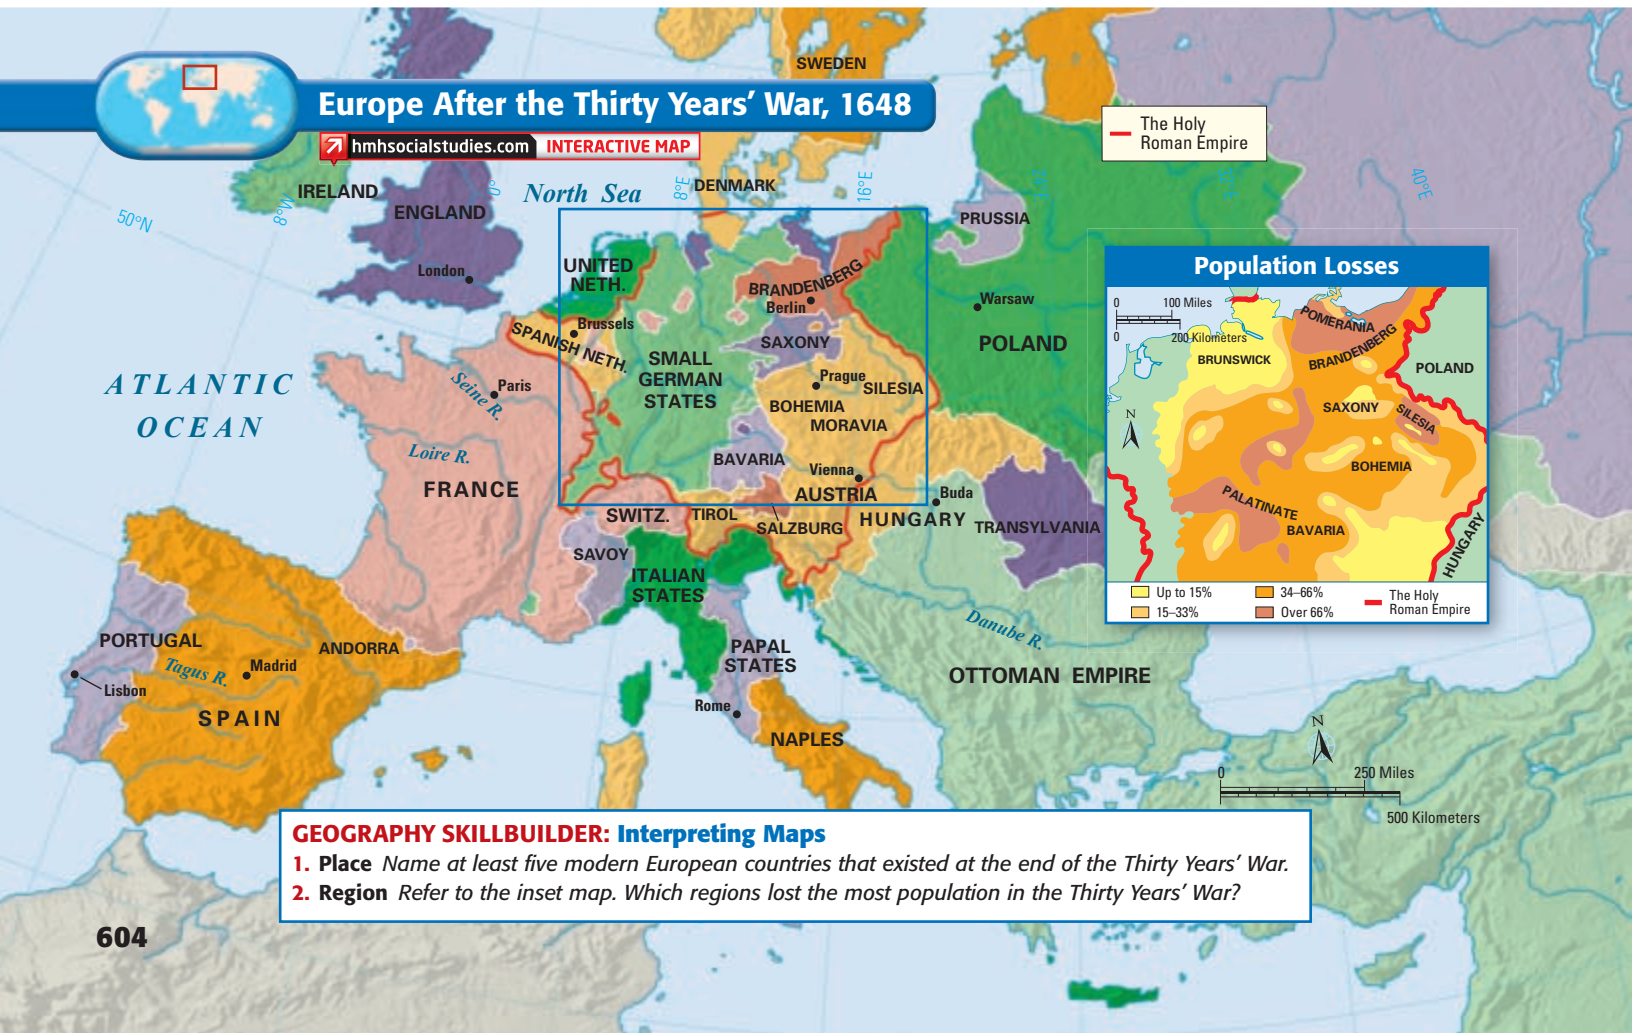 SWEDEN
Europe After the Thirty Years' War, 1648
hmhsocialstudies.com INTERACTIVE MAP
The Holy
Roman Empire
IRELAND
ENGLAND
London
North Sea
DENMARK
50°N
8°W
0°
8°E
16°E
40°E
PRUSSIA
UNITED
NETH.
BRANDENBERG
Berlin
Warsaw
POLAND
Brussels
SPANISH NETH.
SAXONY
SMALL
GERMAN
STATES
Prague
SILESIA
BOHEMIA
MORAVIA
ATLANTIC
OCEAN
Seine R.
Paris
Loire R.
FRANCE
BAVARIA
Vienna
AUSTRIA
Buda
HUNGARY
TRANSYLVANIA
SWITZ.
TIROL
SALZBURG
SAVOY
ITALIAN
STATES
PAPAL
STATES
Rome
NAPLES
Danube R.
OTTOMAN EMPIRE
PORTUGAL
ANDORRA
Tagus R.
Madrid
Lisbon
SPAIN
Population Losses
0 100 Miles
0 200 Kilometers
POMERANIA
BRUNSWICK
BRANDENBERG
POLAND
N
SAXONY
SILESIA
BOHEMIA
PALATINATE
BAVARIA
HUNGARY
Up to 15%
15–33%
34–66%
Over 66%
The Holy
Roman Empire
N
0 250 Miles
500 Kilometers
GEOGRAPHY SKILLBUILDER: Interpreting Maps
1. Place Name at least five modern European countries that existed at the end of the Thirty Years' War.
2. Region Refer to the inset map. Which regions lost the most population in the Thirty Years' War?
604